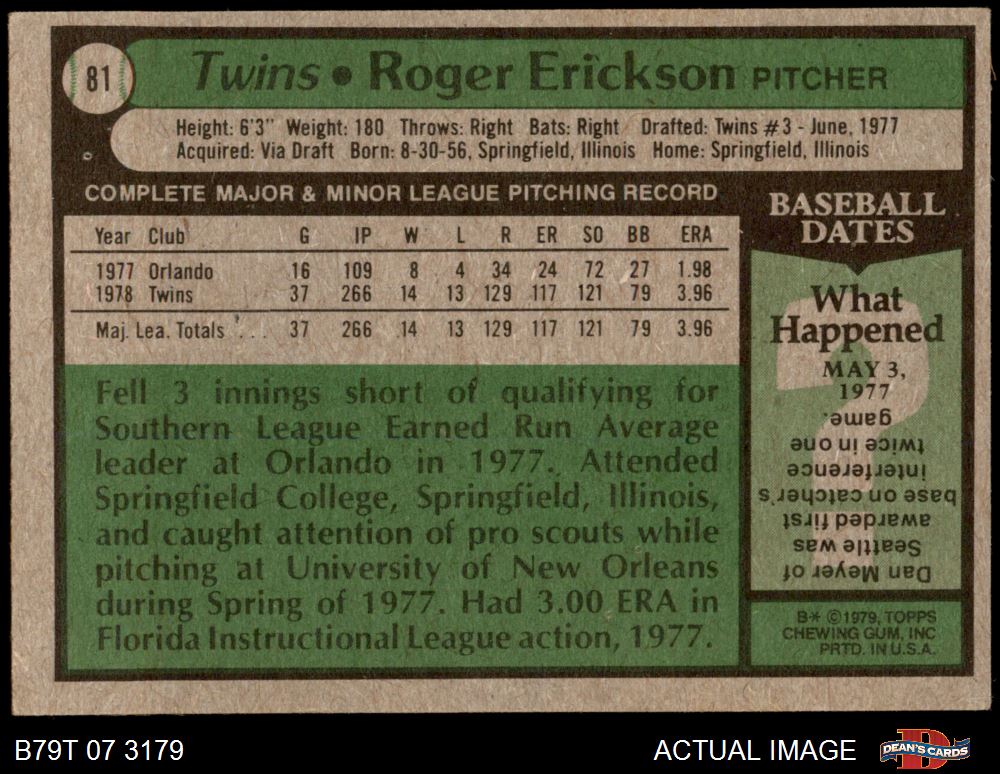 81
Twins • Roger Erickson PITCHER
Height: 6'3" Weight: 180 Throws: Right Bats: Right Drafted: Twins #3 - June, 1977
Acquired: Via Draft Born: 8-30-56, Springfield, Illinois Home: Springfield, Illinois
COMPLETE MAJOR & MINOR LEAGUE PITCHING RECORD
Year Club G IP W L R ER SO BB ERA
1977 Orlando 16 109 8 4 34 24 72 27 1.98
1978 Twins 37 266 14 13 129 117 121 79 3.96
Maj. Lea. Totals . . . 37 266 14 13 129 117 121 79 3.96
Fell 3 innings short of qualifying for
Southern League Earned Run Average
leader at Orlando in 1977. Attended
Springfield College, Springfield, Illinois,
and caught attention of pro scouts while
pitching at University of New Orleans
during Spring of 1977. Had 3.00 ERA in
Florida Instructional League action, 1977.
BASEBALL
DATES
What
Happened
MAY 3,
1977
Dan Meyer of
Seattle was
awarded first
base on catcher's
interference
twice in one
game.
B* ©1979, TOPPS
CHEWING GUM, INC
PRTD. IN U.S.A.
B79T 07 3179
ACTUAL IMAGE
DEAN'S CARDS